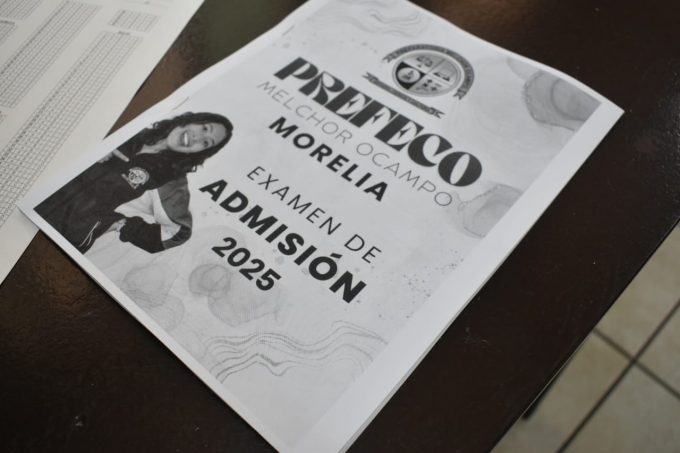 PREFECO
MELCHOR OCAMPO
MORELIA
EXAMEN DE
ADMISIÓN
2025